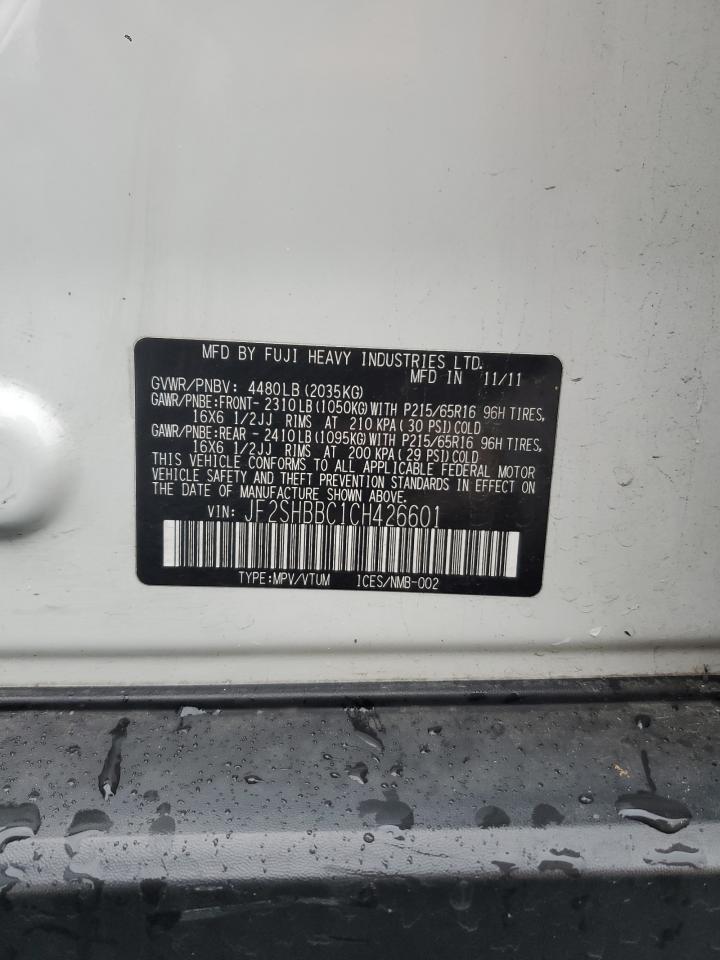 MFD BY FUJI HEAVY INDUSTRIES LTD.
MFD IN 11/11
GVWR/PNBV: 4480LB (2035KG)
GAWR/PNBE:FRONT- 2310LB (1050KG) WITH P215/65R16 96H TIRES,
16X6 1/2JJ RIMS AT 210 KPA ( 30 PSI) COLD
GAWR/PNBE:REAR - 2410LB (1095KG) WITH P215/65R16 96H TIRES,
16X6 1/2JJ RIMS AT 200 KPA (29 PSI) COLD
THIS VEHICLE CONFORMS TO ALL APPLICABLE FEDERAL MOTOR
VEHICLE SAFETY AND THEFT PREVENTION STANDARDS IN EFFECT ON
THE DATE OF MANUFACTURE SHOWN ABOVE.
VIN: JF2SHBBC1CH426601
TYPE:MPV/VTUM ICES/NMB-002